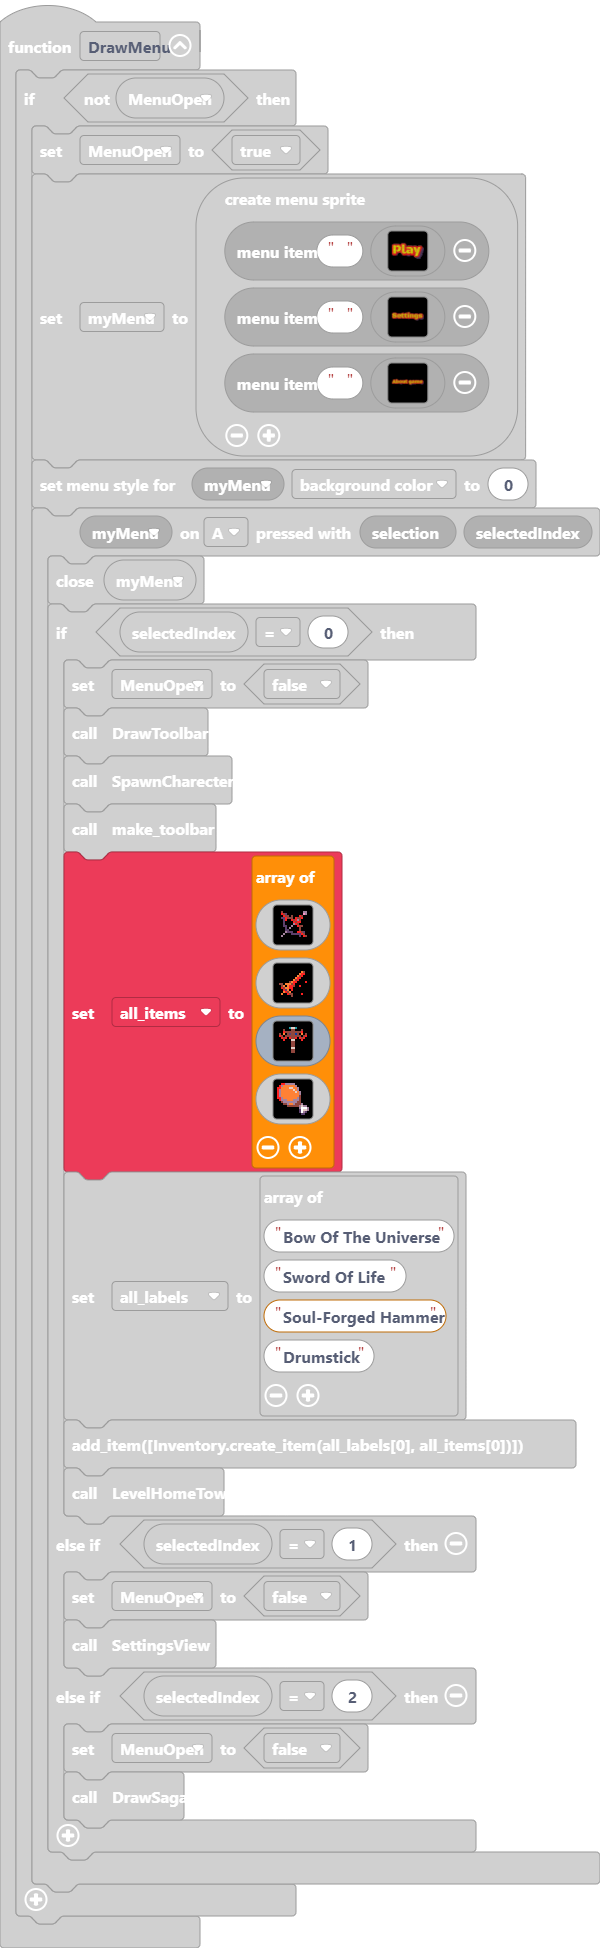 function DrawMenu
if not MenuOpen then
set MenuOpen to true
create menu sprite
menu item " " Play
menu item " " Settings
set myMenu to
menu item " " About game
set menu style for myMenu background color to 0
myMenu on A pressed with selection selectedIndex
close myMenu
if selectedIndex = 0 then
set MenuOpen to false
call DrawToolbar
call SpawnCharecter
call make_toolbar
array of
set all_items to
array of
"Bow Of The Universe"
"Sword Of Life "
set all_labels to
"Soul-Forged Hammer"
"Drumstick"
add_item([Inventory.create_item(all_labels[0], all_items[0])])
call LevelHomeTow
else if selectedIndex = 1 then
set MenuOpen to false
call SettingsView
else if selectedIndex = 2 then
set MenuOpen to false
call DrawSaga